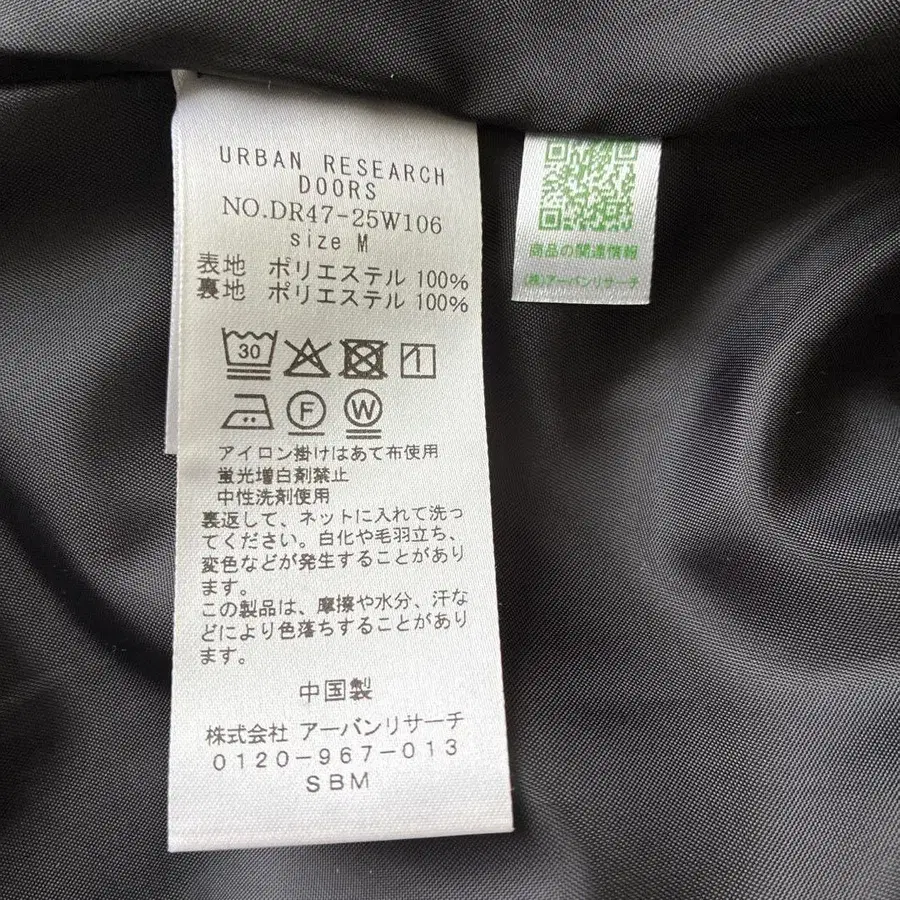 URBAN RESEARCH
DOORS
NO.DR47-25W106
size M
表地 ポリエステル 100%
裏地 ポリエステル 100%
30
1
F
W
アイロン掛けはあて布使用
蛍光増白剤禁止
中性洗剤使用
裏返して、ネットに入れて洗っ
てください。白化や毛羽立ち、
変色などが発生することがあり
ます。
この製品は、摩擦や水分、汗な
どにより色落ちすることがあり
ます。
中国製
株式会社 アーバンリサーチ
0120-967-013
SBM
商品の関連情報
(株)アーバンリサーチ